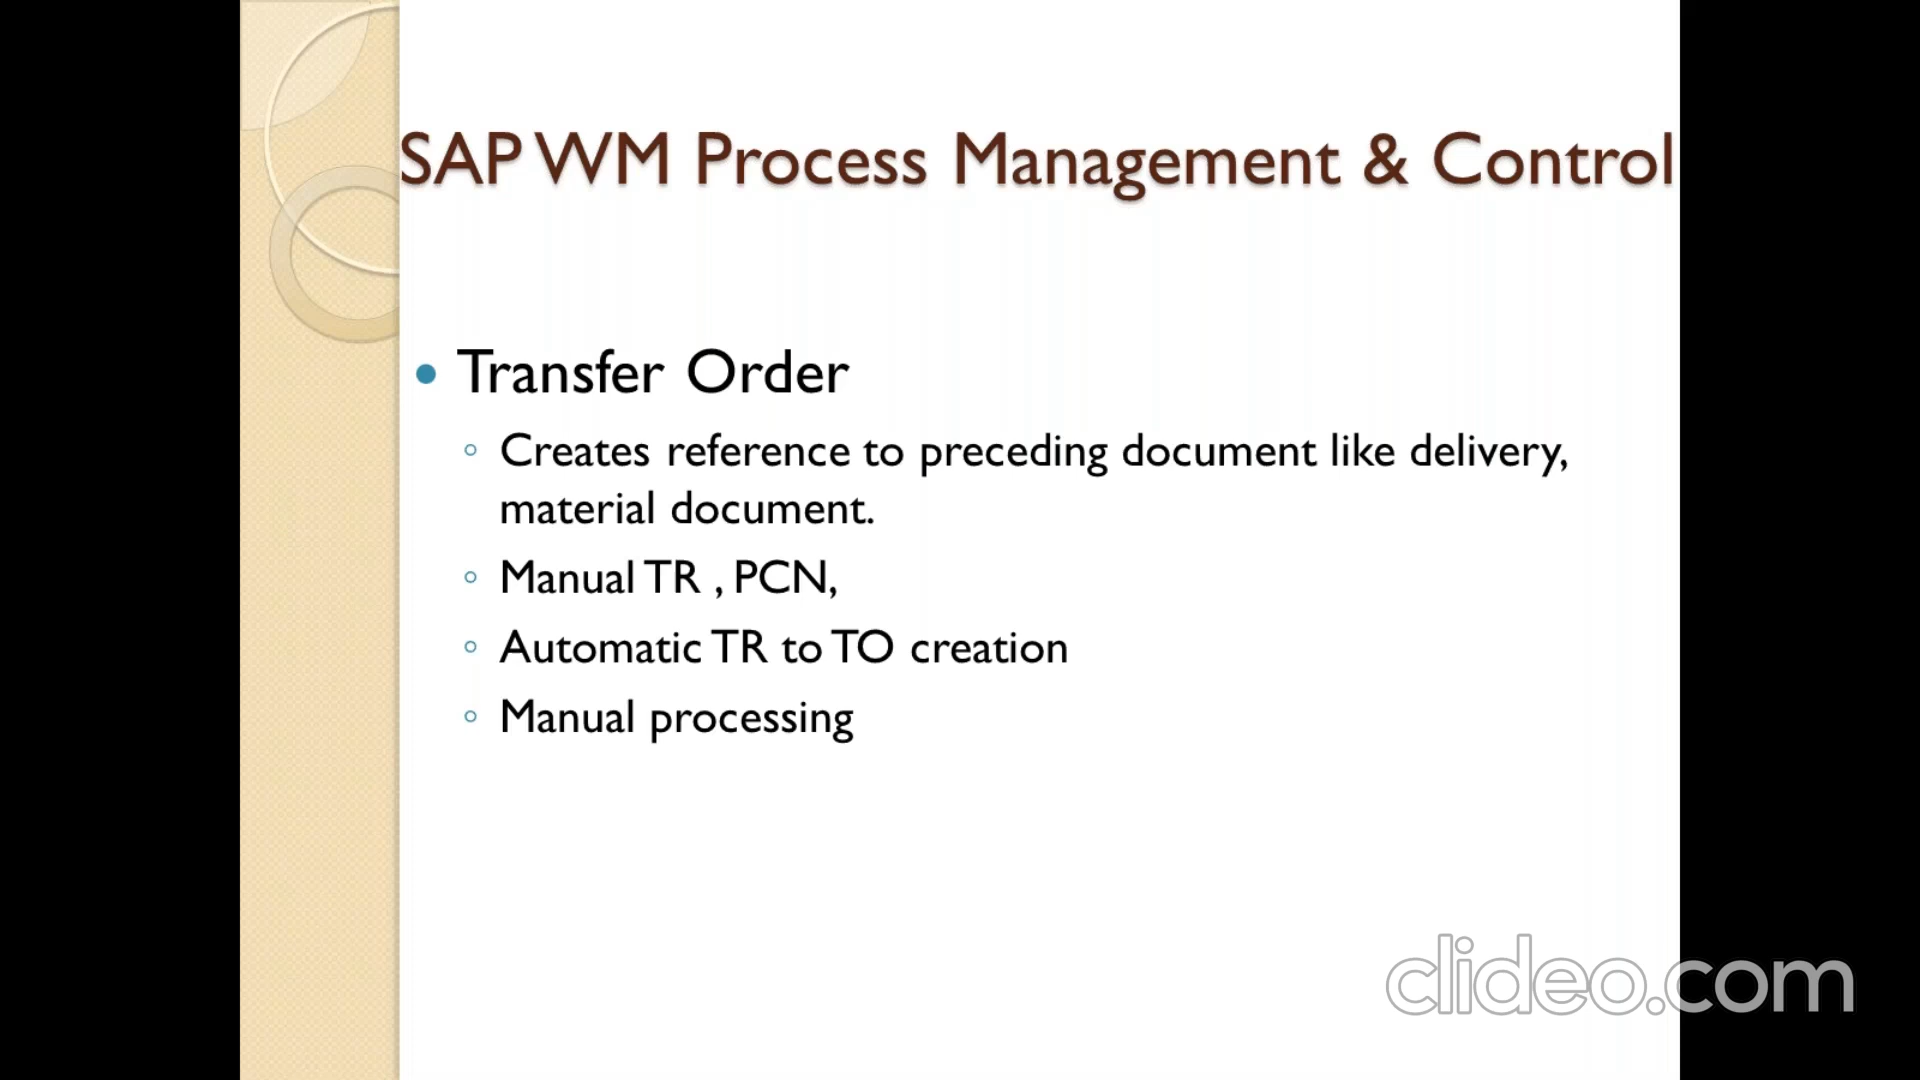 SAP WM Process Management & Control
Transfer Order
Creates reference to preceding document like delivery,
material document.
Manual TR , PCN,
Automatic TR to TO creation
Manual processing
clideo.com